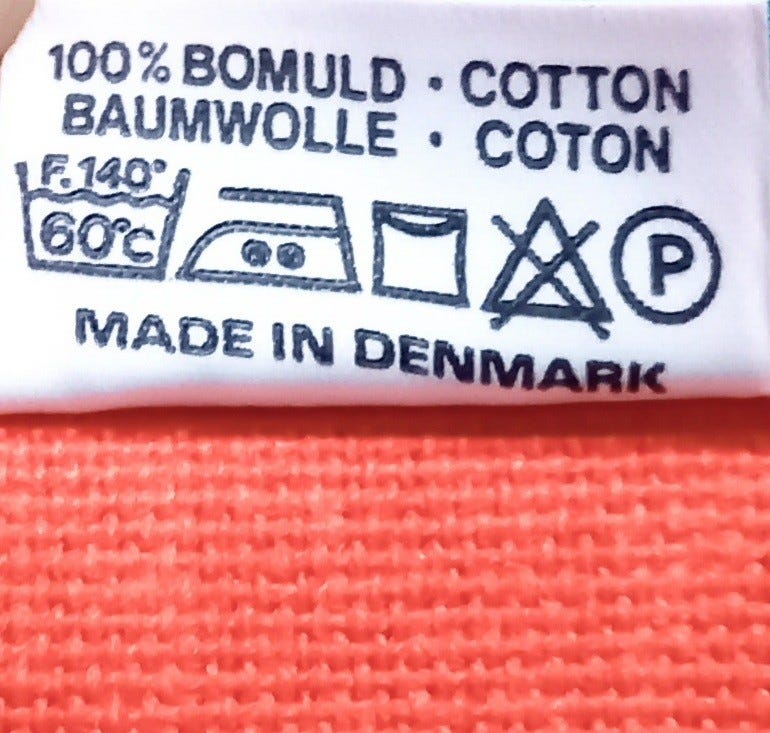 100% BOMULD · COTTON
BAUMWOLLE · COTON
F. 140°
60°C
P
MADE IN DENMARK